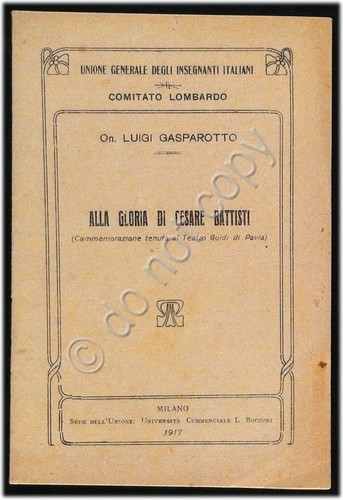 UNIONE GENERALE DEGLI INSEGNANTI ITALIANI
COMITATO LOMBARDO
On. LUIGI GASPAROTTO
ALLA GLORIA DI CESARE BATTISTI
(Commemorazione tenuta al Teatro Guidi di Pavia)
MILANO
SEDE DELL'UNIONE: UNIVERSITÀ COMMERCIALE L. BOCCONI
1917
© do not copy